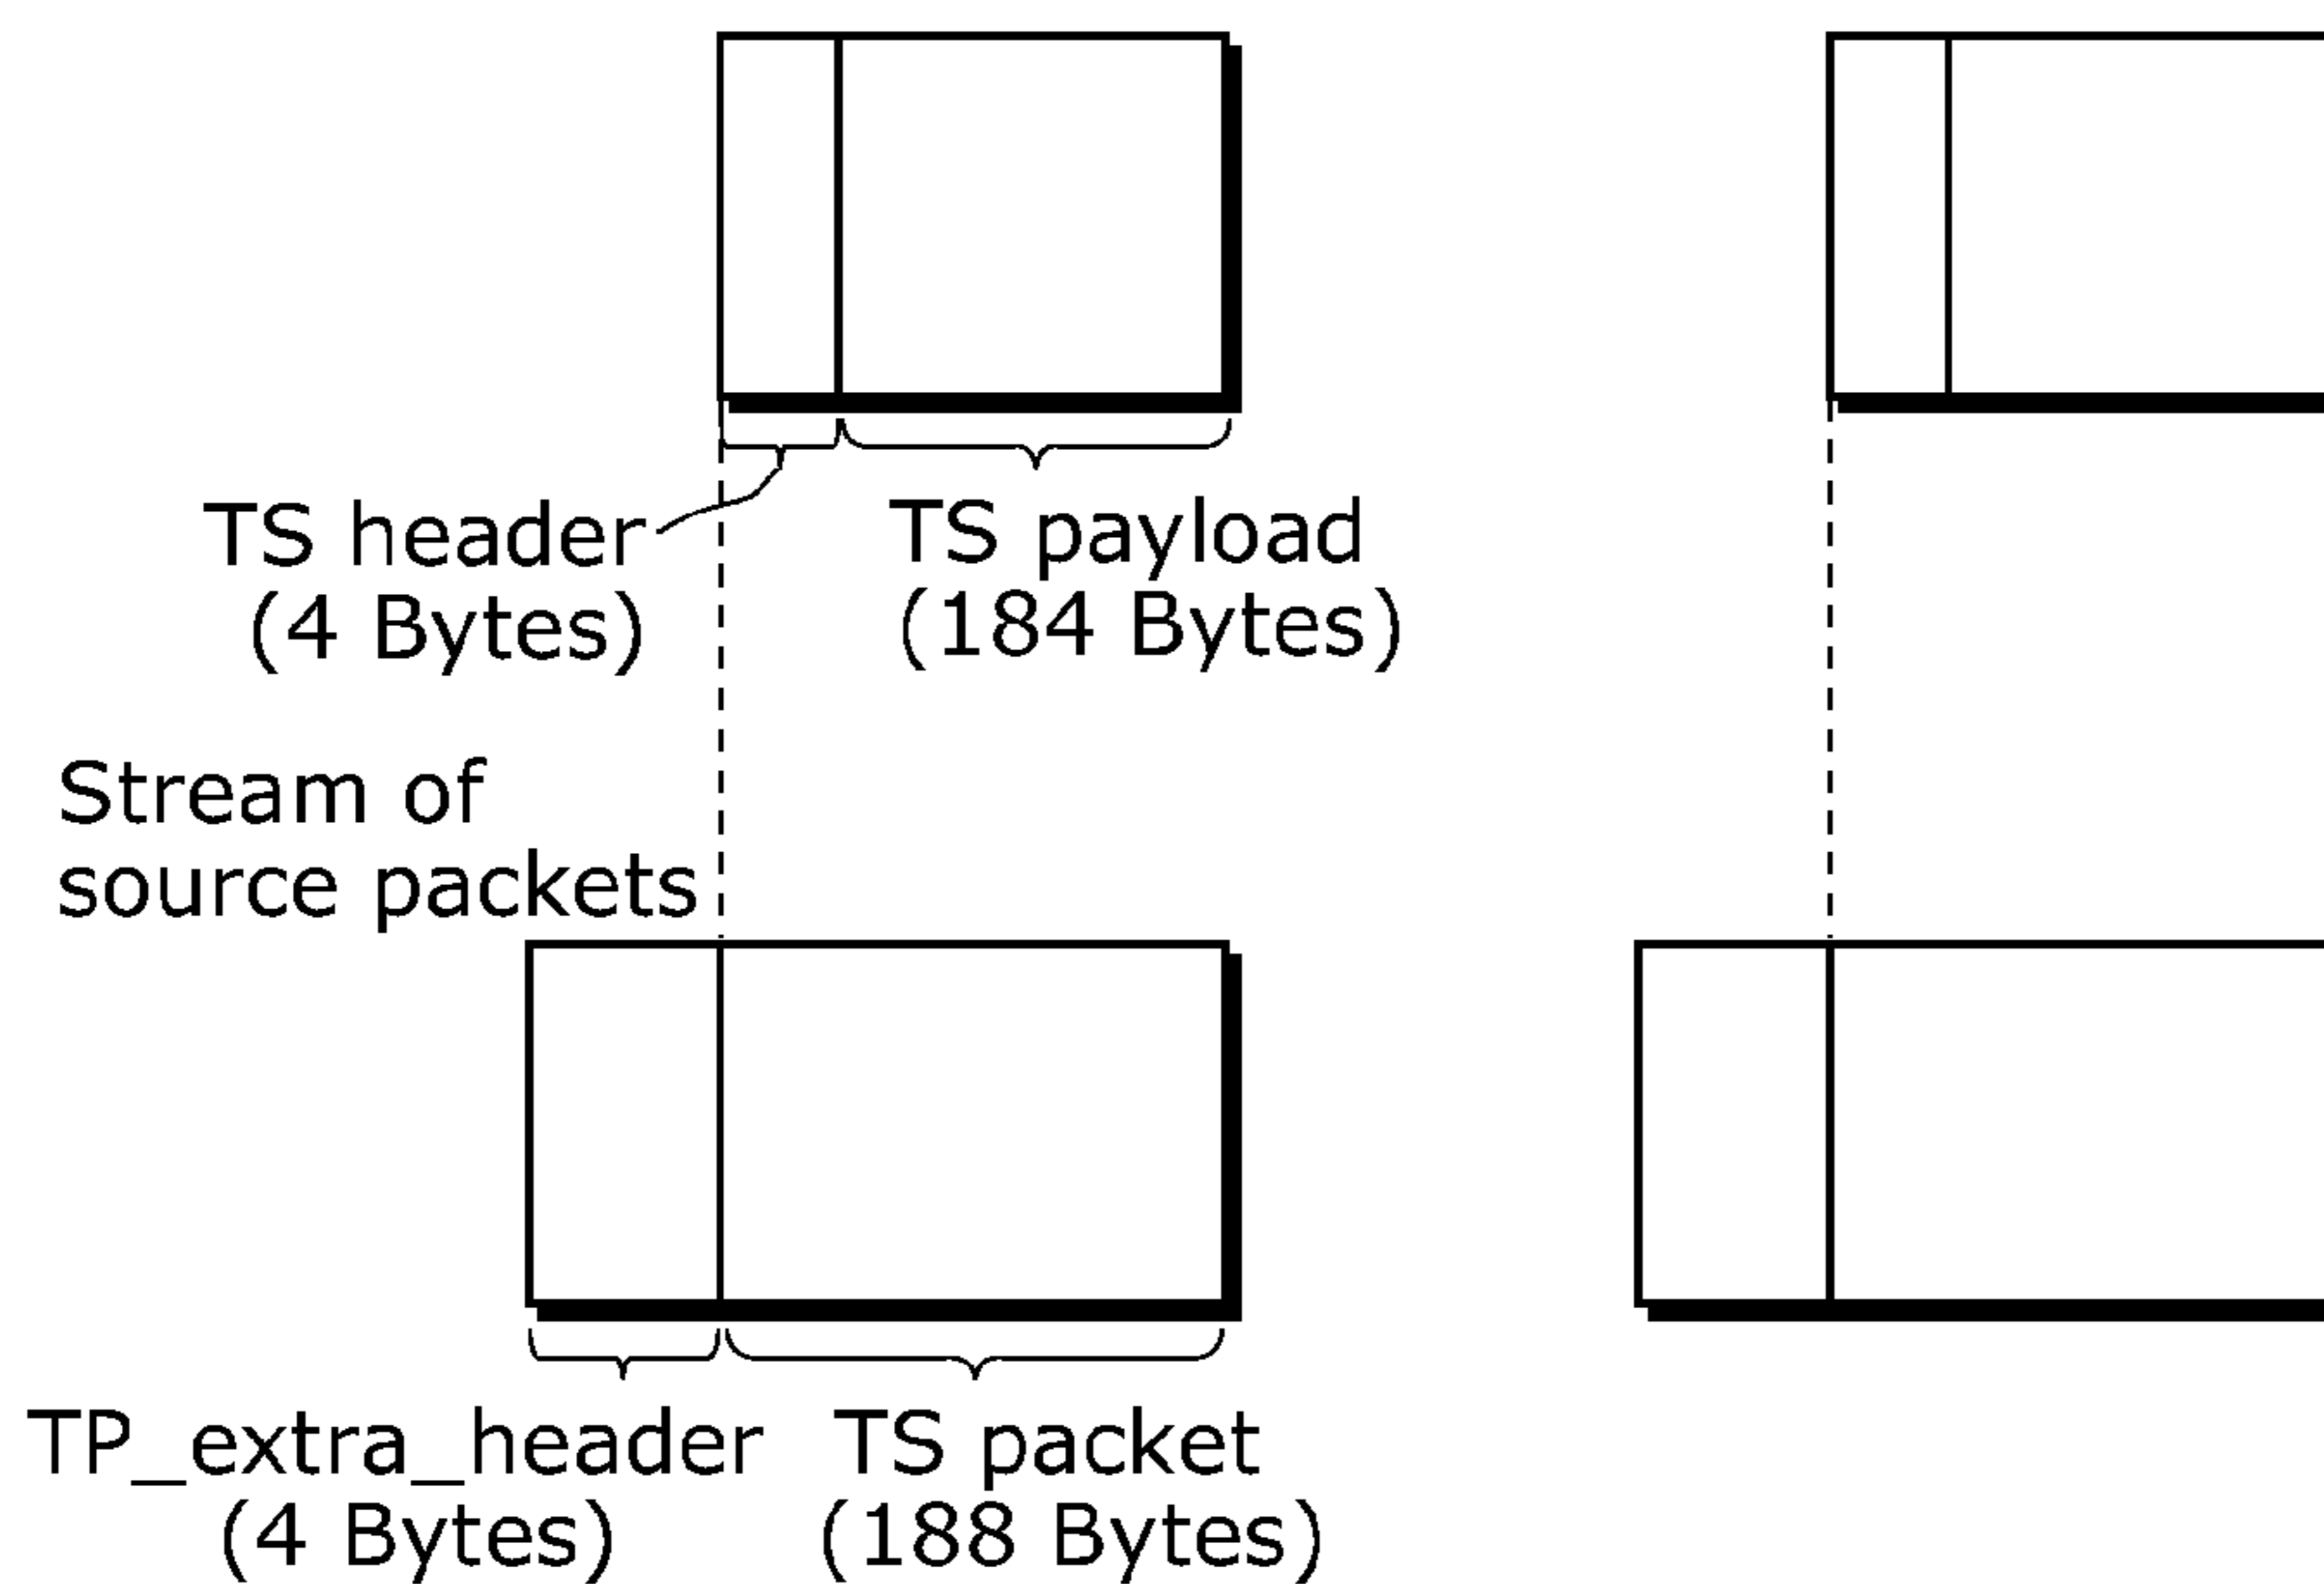 TS header
(4 Bytes)
TS payload
(184 Bytes)
Stream of
source packets
TP_extra_header
(4 Bytes)
TS packet
(188 Bytes)